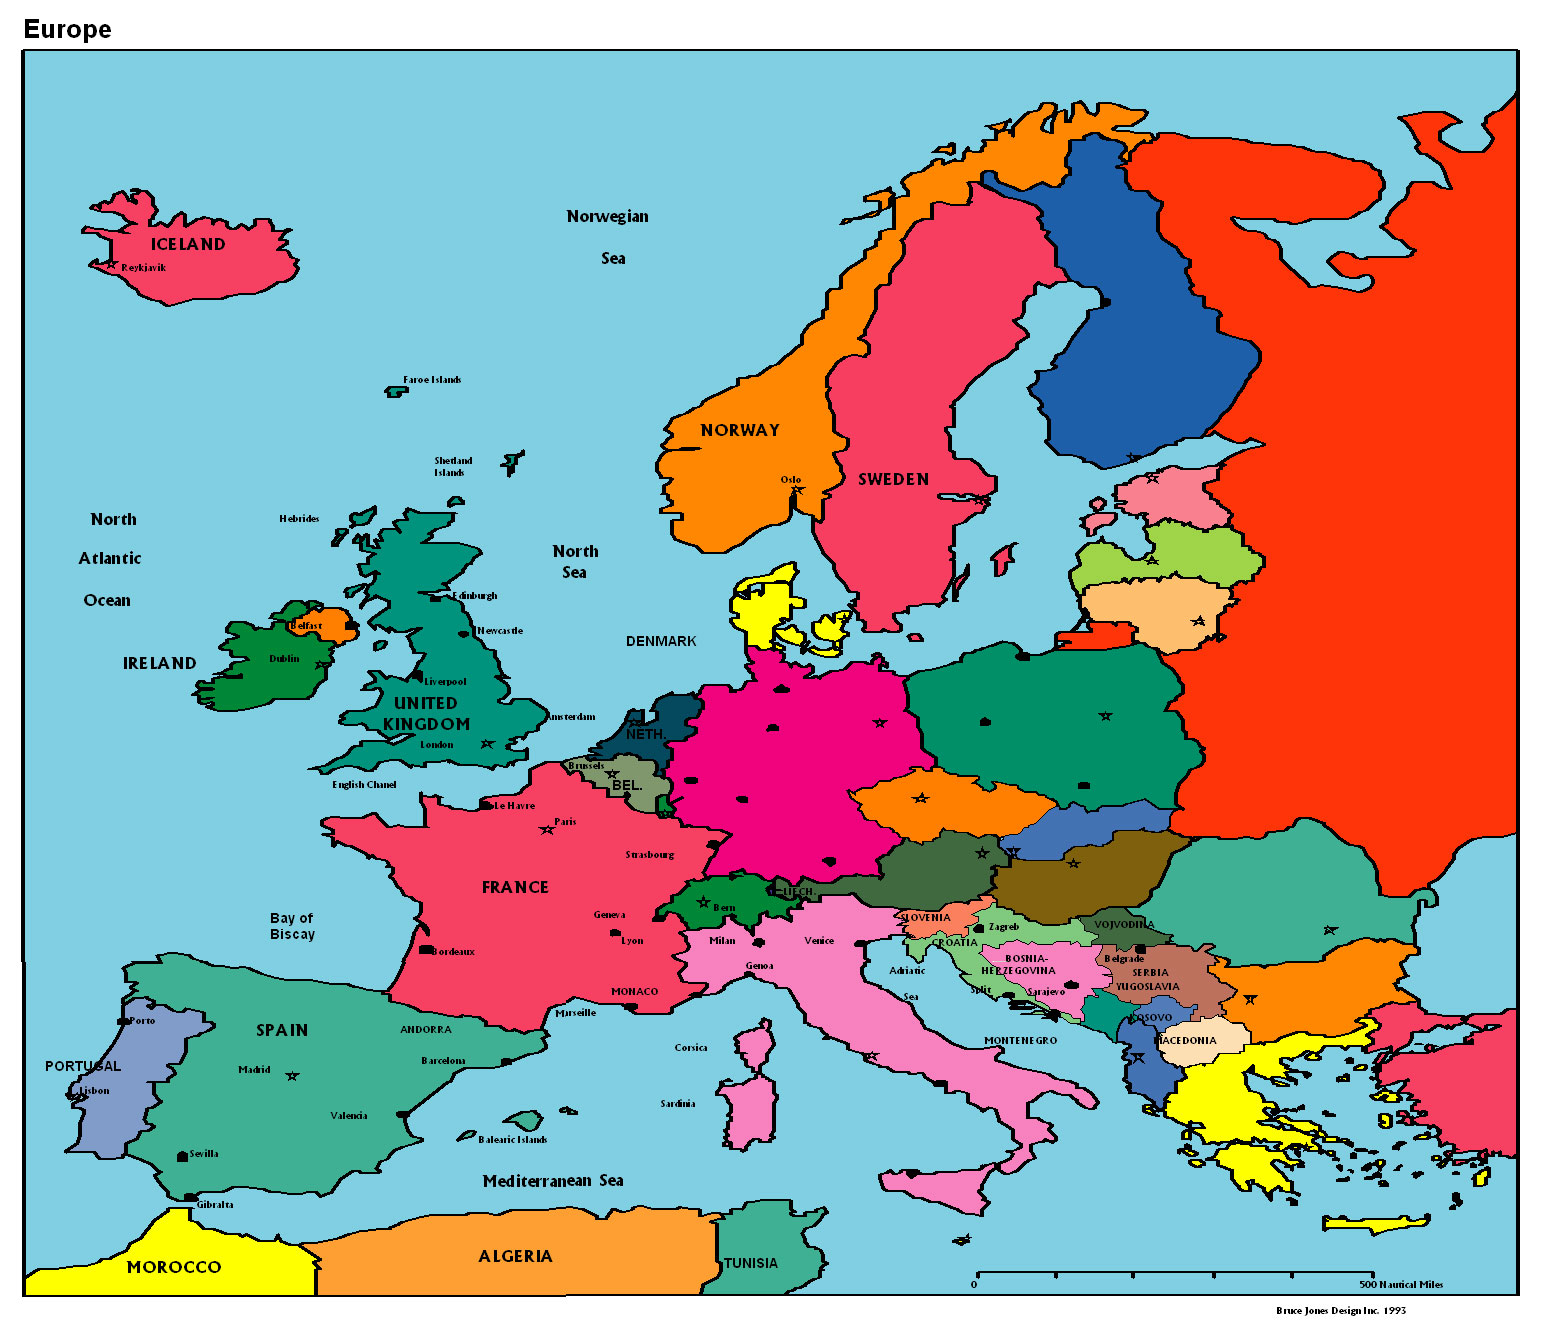 Europe
ICELAND
Reykjavik
Norwegian
Sea
Faroe Islands
NORWAY
Oslo
SWEDEN
Shetland
Islands
Hebrides
North
Atlantic
Ocean
North
Sea
Edinburgh
Newcastle
Belfast
DENMARK
IRELAND
Dublin
Liverpool
UNITED
KINGDOM
London
Amsterdam
NETH.
English Chanel
Brussels
BEL.
Le Havre
Paris
Strasbourg
FRANCE
LIECH.
Bern
Geneva
Lyon
Bay of
Biscay
Bordeaux
Milan
Venice
Genoa
SLOVENIA
Zagreb
CROATIA
VOJVODINA
BOSNIA-
HERZEGOVINA
Belgrade
SERBIA
YUGOSLAVIA
Adriatic
Sea
Split
Sarajevo
MONACO
Marseille
KOSOVO
MONTENEGRO
MACEDONIA
Porto
SPAIN
ANDORRA
Corsica
PORTUGAL
Barcelona
Madrid
Lisbon
Sardinia
Valencia
Balearic Islands
Sevilla
Mediterranean Sea
Gibralta
MOROCCO
ALGERIA
TUNISIA
0
500 Nautical Miles
Bruce Jones Design Inc. 1993